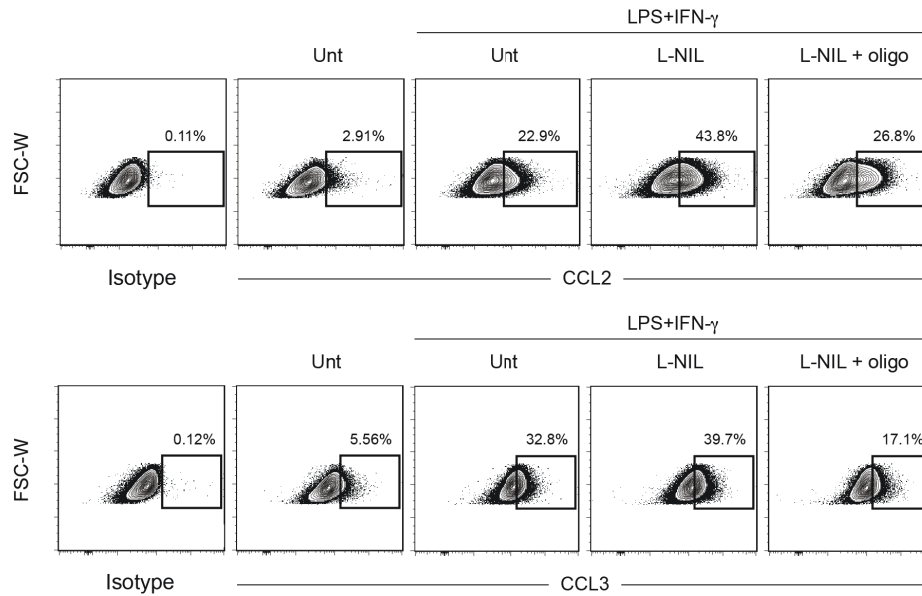 LPS+IFN-γ
Unt Unt L-NIL L-NIL + oligo
FSC-W
0.11% 2.91% 22.9% 43.8% 26.8%
Isotype CCL2
LPS+IFN-γ
Unt Unt L-NIL L-NIL + oligo
FSC-W
0.12% 5.56% 32.8% 39.7% 17.1%
Isotype CCL3